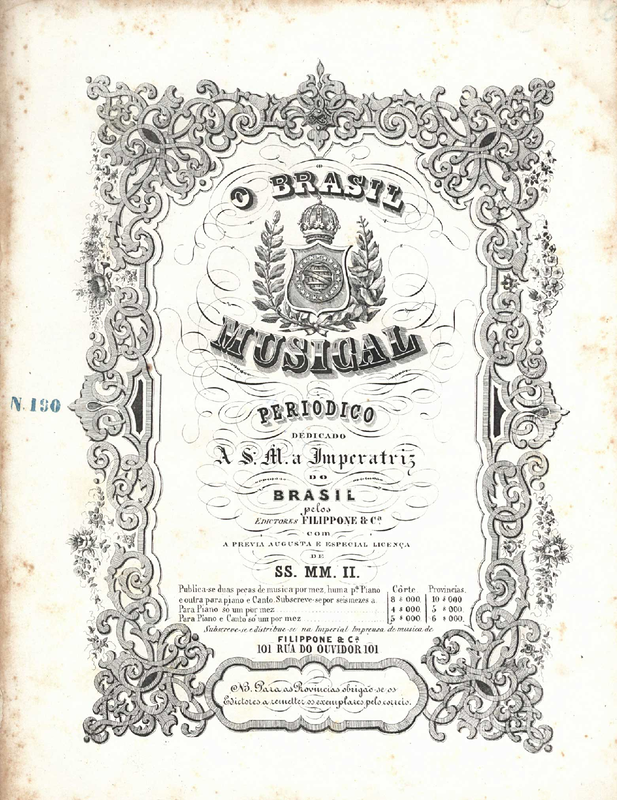 O BRASIL
MUSICAL
N. 190
PERIODICO
DEDICADO
A S. M. a Imperatriz
DO
BRASIL
pelos
EDICTORES FILIPPONE & Cª
com
A PREVIA AUGUSTA E ESPECIAL LICENÇA
DE
SS. MM. II.
Publica-se duas peças de musica por mez, huma pª Piano Côrte Provincias.
e outra para piano e Canto. Subscreve-se por seis mezes a 8 $ 000 10 $ 000
Para Piano só um por mez 4 $ 000 5 $ 000
Para Piano e Canto só um por mez 5 $ 000 6 $ 000.
Subscreve-se e distribue-se na Imperial Imprensa de musica de
FILIPPONE & Cª
101 RUA DO OUVIDOR 101
NB. Para as Provincias obrigão-se os
Edictores a remetter os exemplares pelo correio.